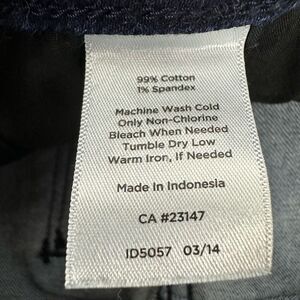 99% Cotton
1% Spandex
Machine Wash Cold
Only Non-Chlorine
Bleach When Needed
Tumble Dry Low
Warm Iron, If Needed
Made in Indonesia
CA #23147
ID5057 03/14